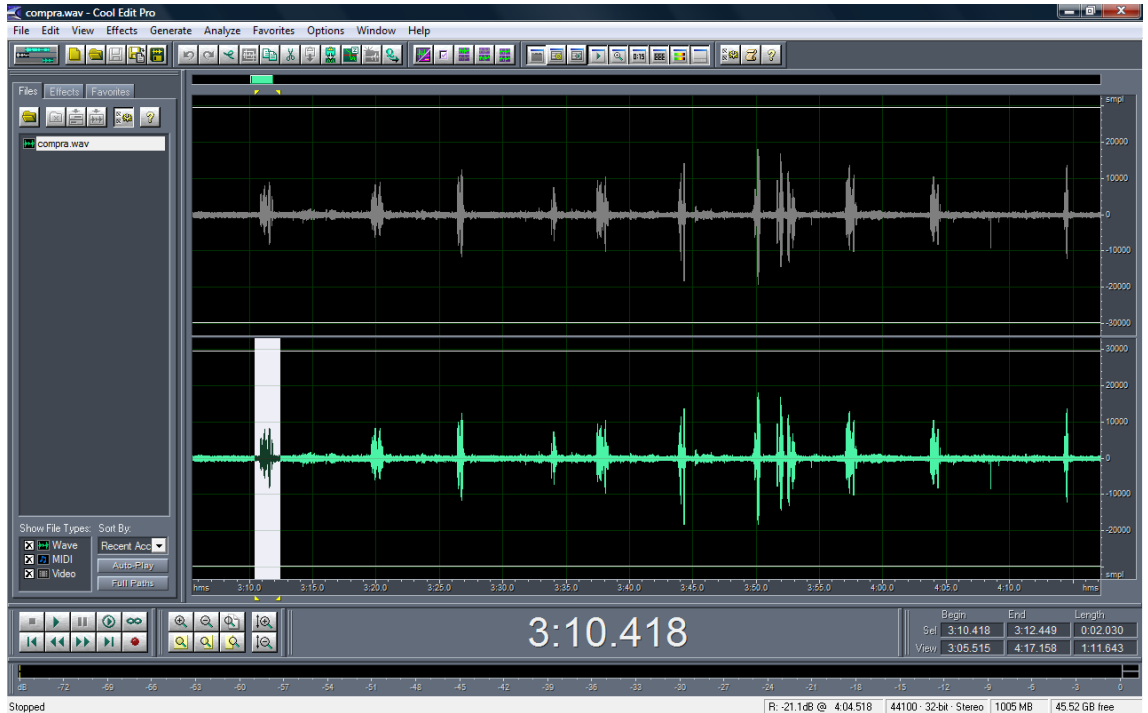 compra.wav - Cool Edit Pro
File Edit View Effects Generate Analyze Favorites Options Window Help
Files Effects Favorites
compra.wav
smpl
20000
10000
0
-10000
-20000
-30000
30000
20000
10000
0
-10000
-20000
smpl
hms 3:10.0 3:15.0 3:20.0 3:25.0 3:30.0 3:35.0 3:40.0 3:45.0 3:50.0 3:55.0 4:00.0 4:05.0 4:10.0 hms
Show File Types: Sort By:
Wave Recent Acc
MIDI Auto-Play
Video Full Paths
3:10.418
Begin End Length
Sel 3:10.418 3:12.449 0:02.030
View 3:05.515 4:17.158 1:11.643
dB -72 -69 -66 -63 -60 -57 -54 -51 -48 -45 -42 -39 -36 -33 -30 -27 -24 -21 -18 -15 -12 -9 -6 -3 0
Stopped R: -21.1dB @ 4:04.518 44100 · 32-bit · Stereo 1005 MB 45.52 GB free